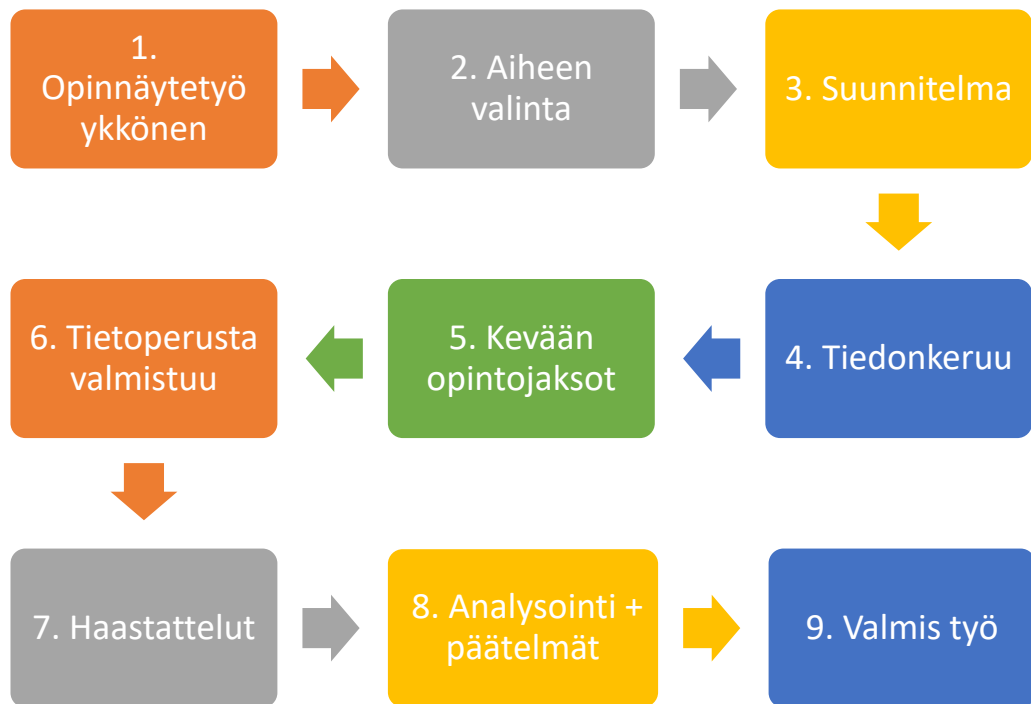 1.
Opinnäytetyö
ykkönen
2. Aiheen
valinta
3. Suunnitelma
4. Tiedonkeruu
5. Kevään
opintojaksot
6. Tietoperusta
valmistuu
7. Haastattelut
8. Analysointi +
päätelmät
9. Valmis työ